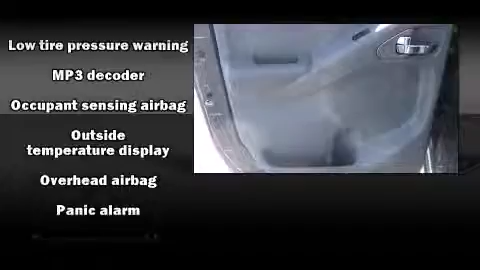 Low tire pressure warning
MP3 decoder
Occupant sensing airbag
Outside
temperature display
Overhead airbag
Panic alarm